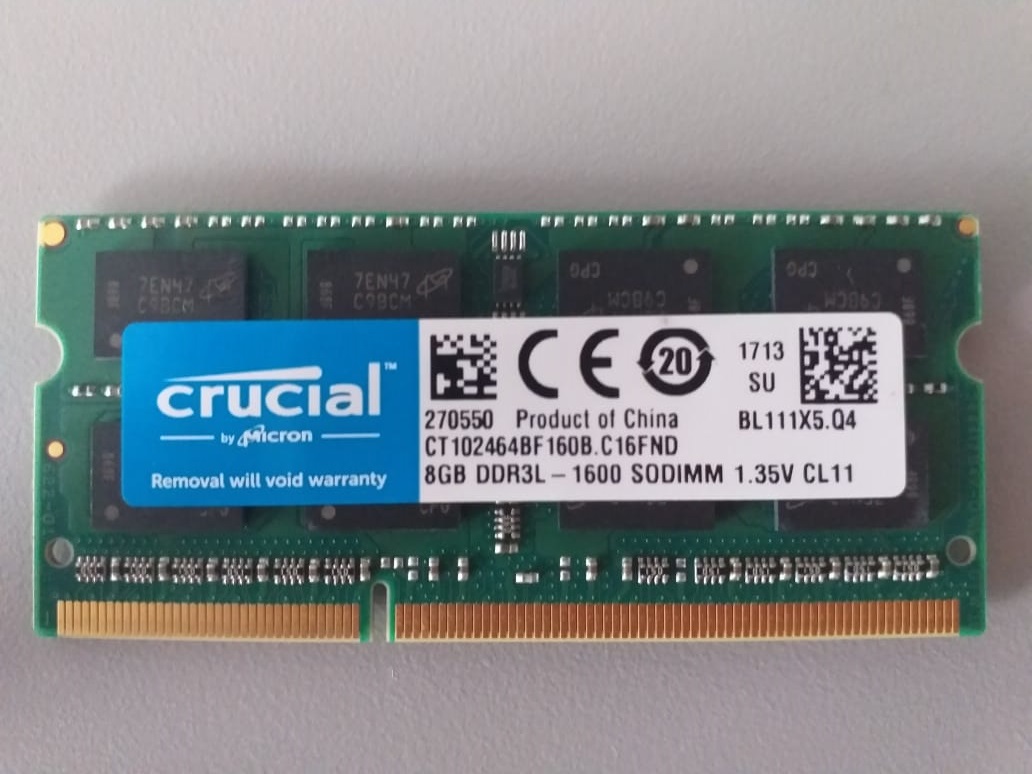 7EN47
C9BCM
7EN47
C9BCM
CPG
C9BCM
CPG
C9BCM
crucial™
by Micron
Removal will void warranty
20
1713
SU
270550 Product of China BL111X5.Q4
CT102464BF160B.C16FND
8GB DDR3L – 1600 SODIMM 1.35V CL11